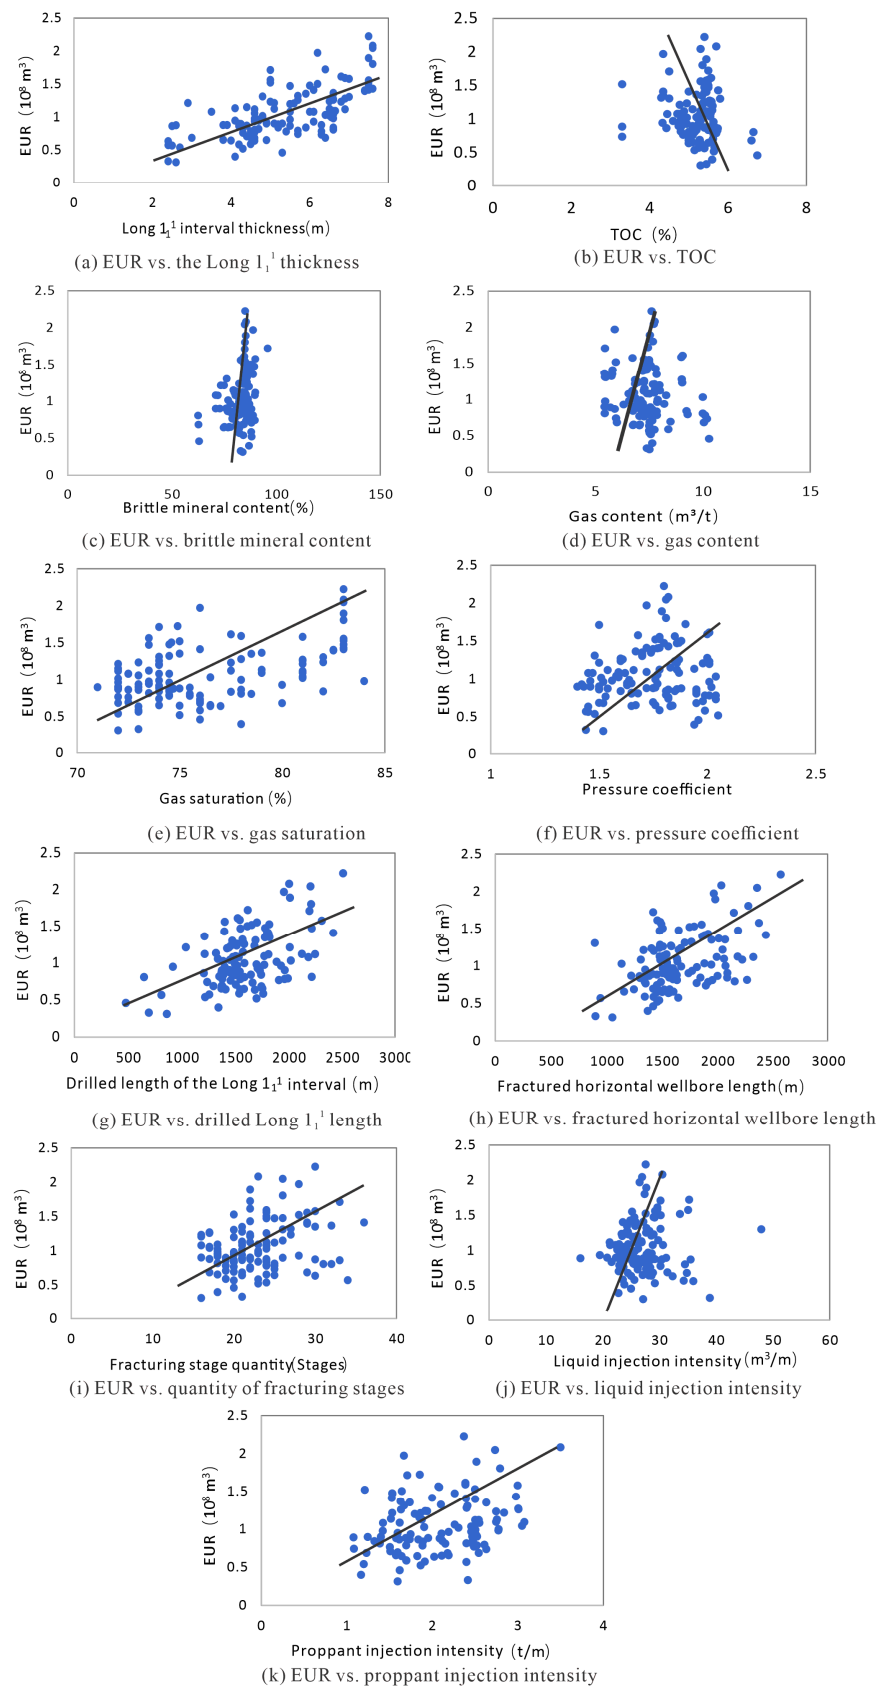 2.5
2
1.5
1
0.5
0
EUR（10⁸ m³）
0 2 4 6 8
Long 1₁¹ interval thickness(m)
(a) EUR vs. the Long 1₁¹ thickness
2.5
2
1.5
1
0.5
0
EUR（10⁸ m³）
0 2 4 6 8
TOC（%）
(b) EUR vs. TOC
2.5
2
1.5
1
0.5
0
EUR（10⁸ m³）
0 50 100 150
Brittle mineral content(%)
(c) EUR vs. brittle mineral content
2.5
2
1.5
1
0.5
0
EUR（10⁸ m³）
0 5 10 15
Gas content（m³/t）
(d) EUR vs. gas content
2.5
2
1.5
1
0.5
0
EUR（10⁸ m³）
70 75 80 85
Gas saturation（%）
(e) EUR vs. gas saturation
2.5
2
1.5
1
0.5
0
EUR（10⁸ m³）
1 1.5 2 2.5
Pressure coefficient
(f) EUR vs. pressure coefficient
2.5
2
1.5
1
0.5
0
EUR（10⁸ m³）
0 500 1000 1500 2000 2500 3000
Drilled length of the Long 1₁¹ interval（m）
(g) EUR vs. drilled Long 1₁¹ length
2.5
2
1.5
1
0.5
0
EUR（10⁸ m³）
0 500 1000 1500 2000 2500 3000
Fractured horizontal wellbore length(m)
(h) EUR vs. fractured horizontal wellbore length
2.5
2
1.5
1
0.5
0
EUR（10⁸ m³）
0 10 20 30 40
Fracturing stage quantity(Stages)
(i) EUR vs. quantity of fracturing stages
2.5
2
1.5
1
0.5
0
EUR（10⁸ m³）
0 10 20 30 40 50 60
Liquid injection intensity（m³/m）
(j) EUR vs. liquid injection intensity
2.5
2
1.5
1
0.5
0
EUR（10⁸ m³）
0 1 2 3 4
Proppant injection intensity（t/m）
(k) EUR vs. proppant injection intensity